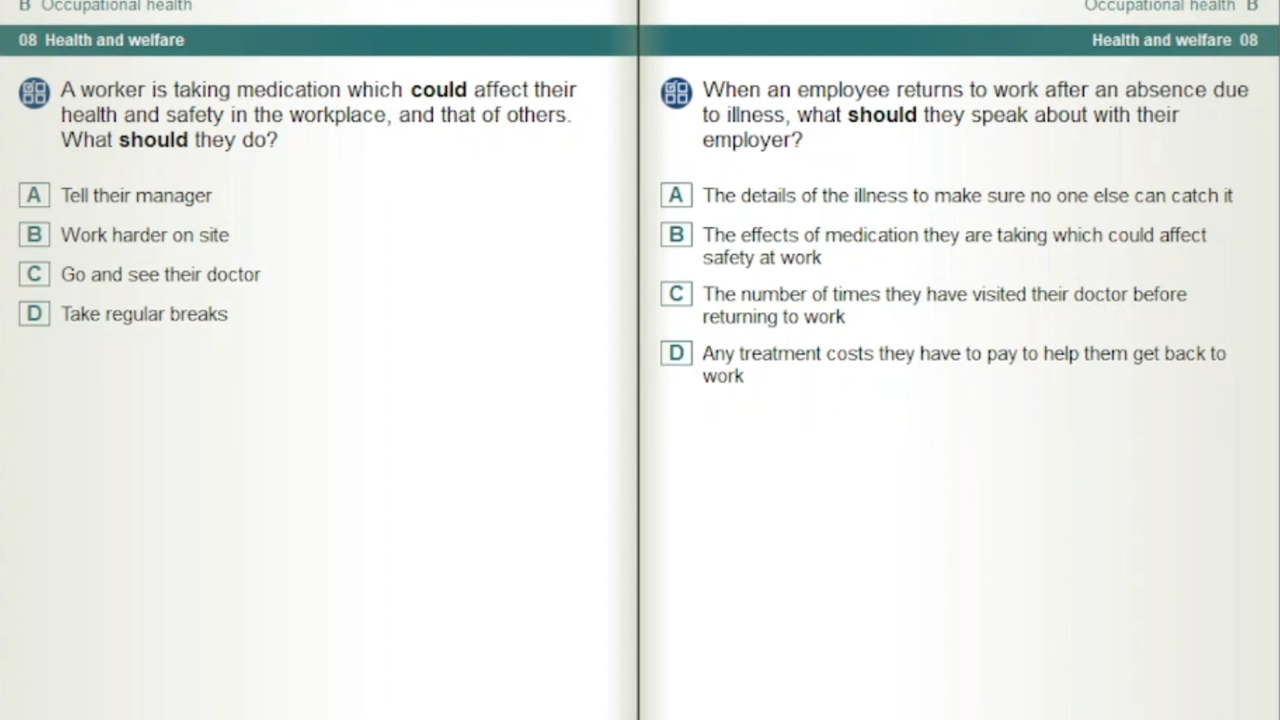 B Occupational health
08 Health and welfare
A worker is taking medication which could affect their
health and safety in the workplace, and that of others.
What should they do?
A Tell their manager
B Work harder on site
C Go and see their doctor
D Take regular breaks
Occupational health B
Health and welfare 08
When an employee returns to work after an absence due
to illness, what should they speak about with their
employer?
A The details of the illness to make sure no one else can catch it
B The effects of medication they are taking which could affect
safety at work
C The number of times they have visited their doctor before
returning to work
D Any treatment costs they have to pay to help them get back to
work